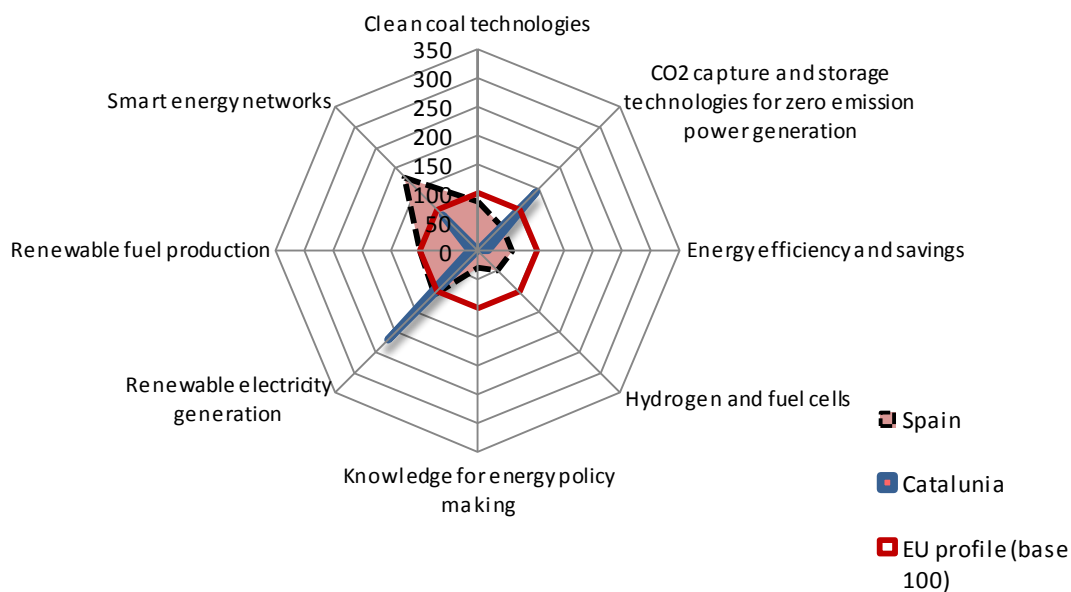 Clean coal technologies
350
300
250
200
150
100
50
0
CO2 capture and storage
technologies for zero emission
power generation
Energy efficiency and savings
Hydrogen and fuel cells
Knowledge for energy policy
making
Renewable electricity
generation
Renewable fuel production
Smart energy networks
Spain
Catalunia
EU profile (base
100)